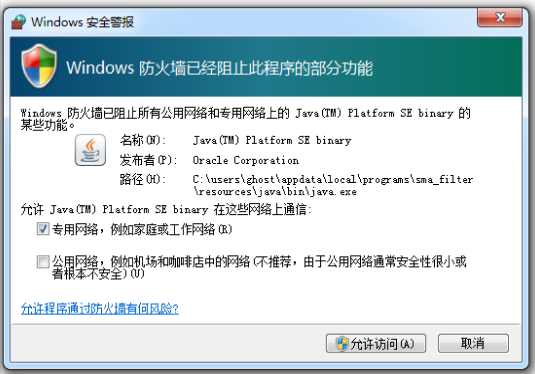 Windows 安全警报
Windows 防火墙已经阻止此程序的部分功能
Windows 防火墙已阻止所有公用网络和专用网络上的 Java(TM) Platform SE binary 的
某些功能。
名称(N): Java(TM) Platform SE binary
发布者(P): Oracle Corporation
路径(H): C:\users\ghost\appdata\local\programs\sma_filter
\resources\java\bin\java.exe
允许 Java(TM) Platform SE binary 在这些网络上通信:
专用网络，例如家庭或工作网络(R)
公用网络，例如机场和咖啡店中的网络(不推荐，由于公用网络通常安全性很小或
者根本不安全)(U)
允许程序通过防火墙有何风险?
允许访问(A)
取消